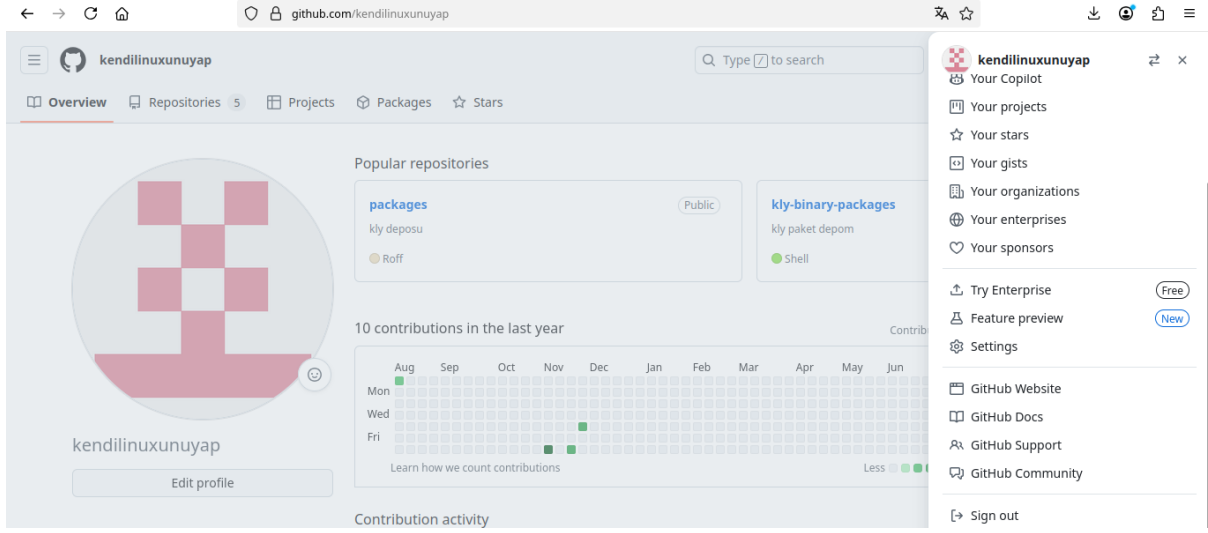 github.com/kendilinuxunuyap
kendilinuxunuyap
Type / to search
Overview
Repositories 5
Projects
Packages
Stars
Popular repositories
packages
Public
kly deposu
Roff
kly-binary-packages
kly paket depom
Shell
10 contributions in the last year
Contrib
Aug Sep Oct Nov Dec Jan Feb Mar Apr May Jun
Mon
Wed
Fri
Learn how we count contributions
Less
kendilinuxunuyap
Edit profile
Contribution activity
kendilinuxunuyap
Your Copilot
Your projects
Your stars
Your gists
Your organizations
Your enterprises
Your sponsors
Try Enterprise Free
Feature preview New
Settings
GitHub Website
GitHub Docs
GitHub Support
GitHub Community
Sign out